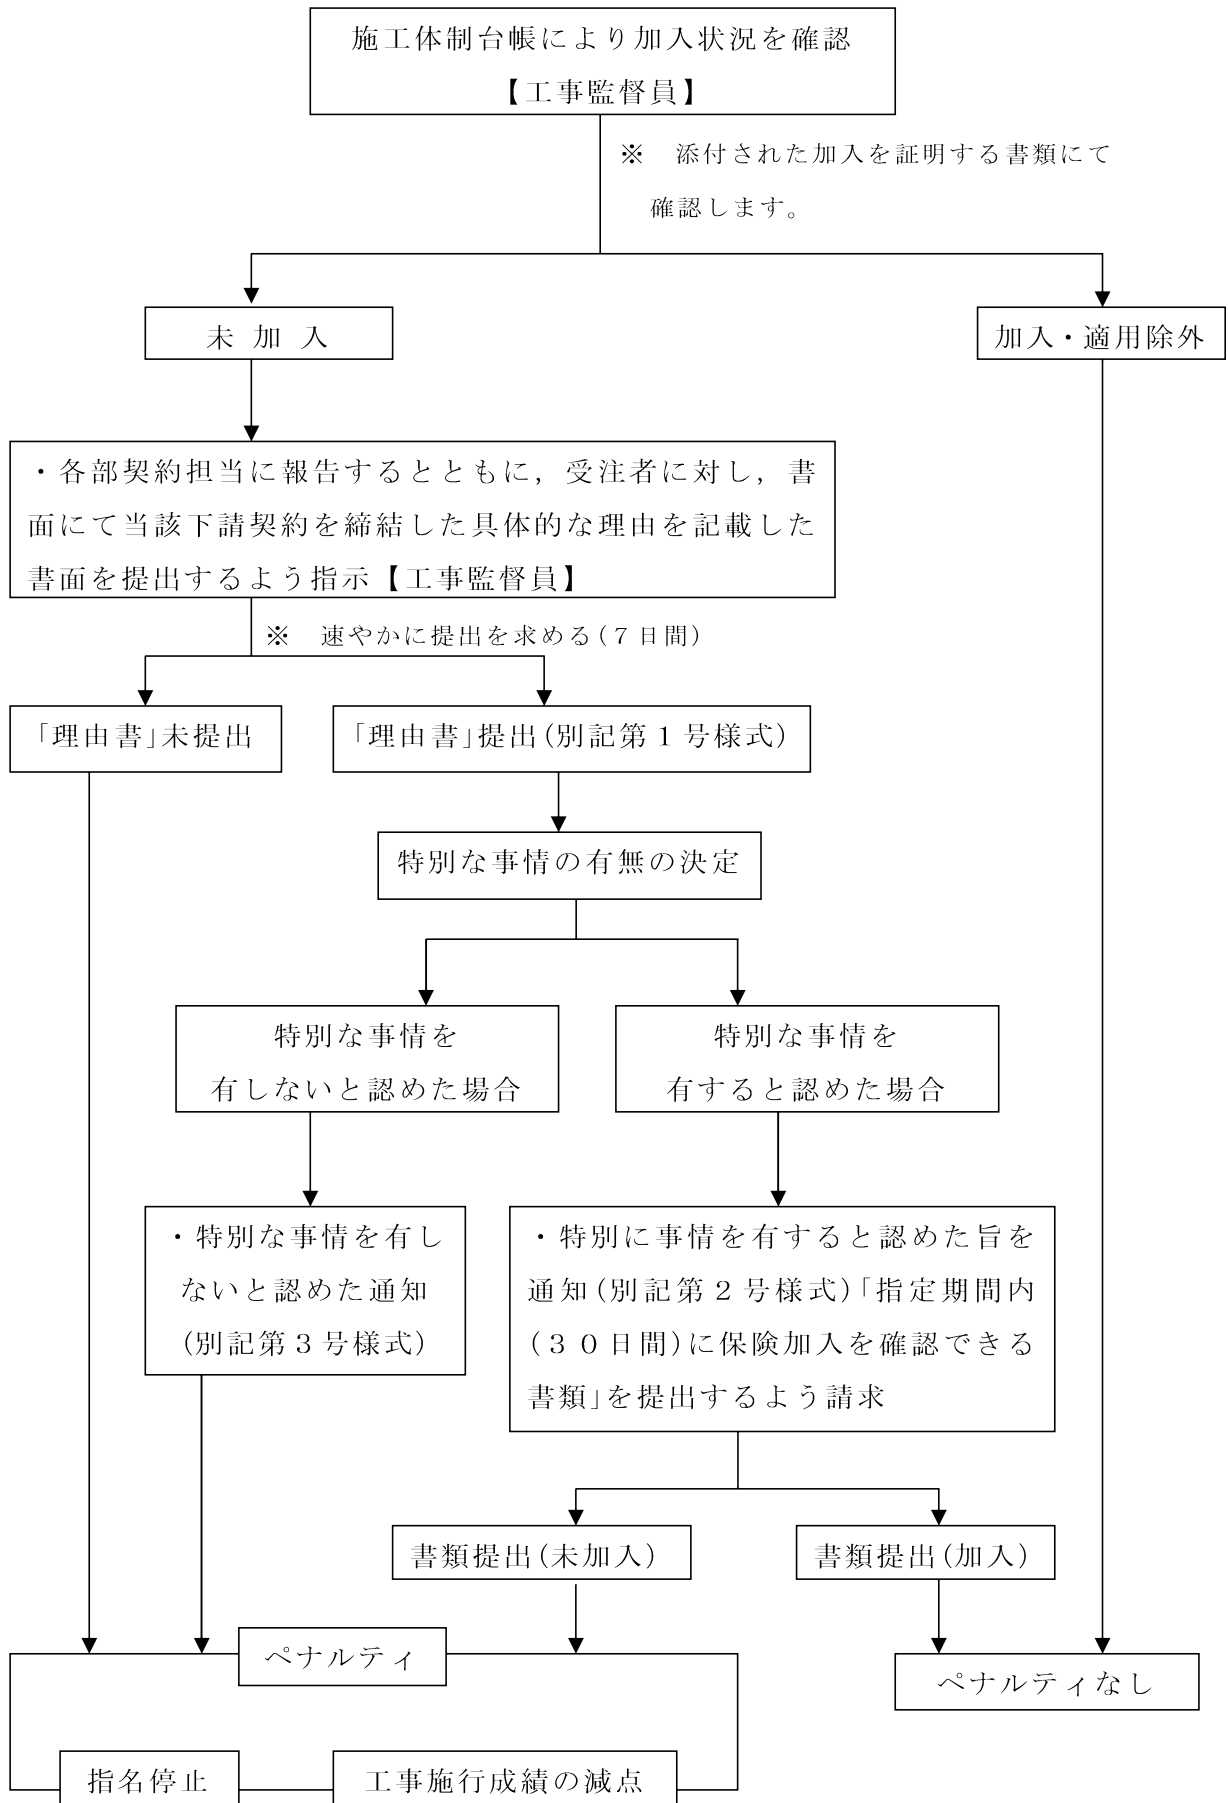 施工体制台帳により加入状況を確認
【工事監督員】
※　添付された加入を証明する書類にて
確認します。
未 加 入
加入・適用除外
・各部契約担当に報告するとともに，受注者に対し，書
面にて当該下請契約を締結した具体的な理由を記載した
書面を提出するよう指示【工事監督員】
※　速やかに提出を求める(７日間)
「理由書」未提出
「理由書」提出(別記第１号様式)
特別な事情の有無の決定
特別な事情を
有しないと認めた場合
特別な事情を
有すると認めた場合
・特別な事情を有し
ないと認めた通知
(別記第３号様式)
・特別に事情を有すると認めた旨を
通知(別記第２号様式)「指定期間内
(３０日間)に保険加入を確認できる
書類」を提出するよう請求
書類提出(未加入)
書類提出(加入)
ペナルティ
ペナルティなし
指名停止
工事施行成績の減点